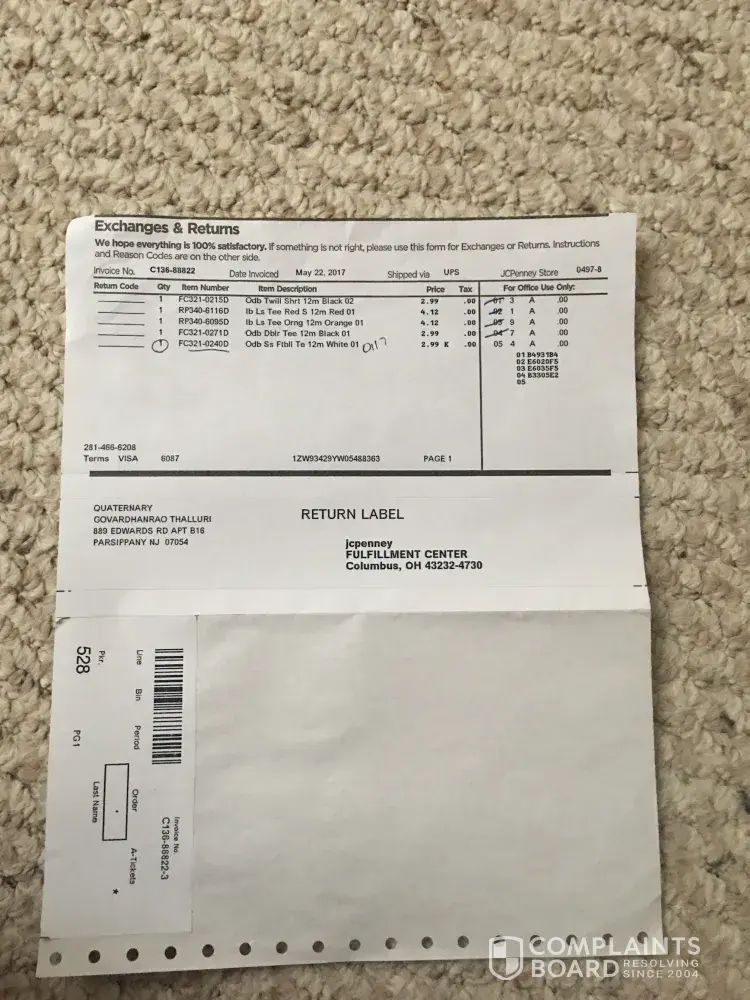 Exchanges & Returns
We hope everything is 100% satisfactory. If something is not right, please use this form for Exchanges or Returns. Instructions
and Reason Codes are on the other side.
Invoice No. C136-88822 Date Invoiced May 22, 2017 Shipped via UPS JCPenney Store 0497-8
Return Code Qty Item Number Item Description Price Tax For Office Use Only:
1 FC321-0215D Odb Twill Shrt 12m Black 02 2.99 .00 01 3 A .00
1 RP340-6116D Ib Ls Tee Red S 12m Red 01 4.12 .00 02 1 A .00
1 RP340-6095D Ib Ls Tee Orng 12m Orange 01 4.12 .00 03 9 A .00
1 FC321-0271D Odb Dblr Tee 12m Black 01 2.99 .00 04 7 A .00
1 FC321-0240D Odb Ss Ftbll Te 12m White 01 2.99 K .00 05 4 A .00
01 B4931B4
02 E6020F5
03 E6035F5
04 B3305E2
05
281-466-6208
Terms VISA 6087 1ZW93429YW05488363 PAGE 1
QUATERNARY
GOVARDHANRAO THALLURI
889 EDWARDS RD APT B16
PARSIPPANY NJ 07054
RETURN LABEL
jcpenney
FULFILLMENT CENTER
Columbus, OH 43232-4730
Invoice No.
C136-88822-3
Line Bin Period Order A-Tickets
*
Pkr. Last Name
528 PG 1
COMPLAINTS
BOARD RESOLVING
SINCE 2004